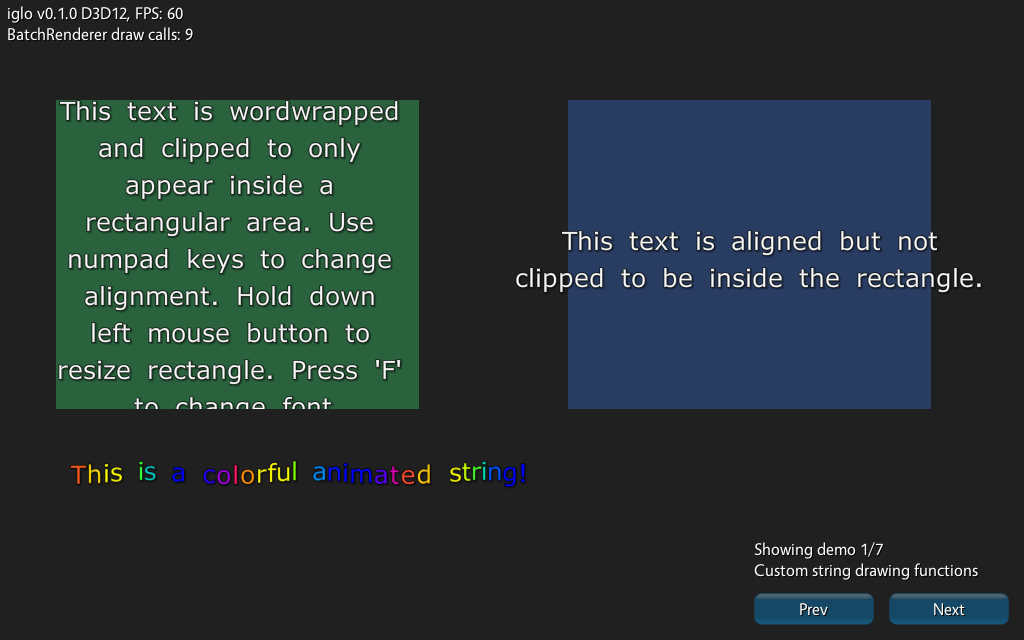 iglo v0.1.0 D3D12, FPS: 60
BatchRenderer draw calls: 9
This text is wordwrapped
and clipped to only
appear inside a
rectangular area. Use
numpad keys to change
alignment. Hold down
left mouse button to
resize rectangle. Press 'F'
to change font
This text is aligned but not
clipped to be inside the rectangle.
This is a colorful animated string!
Showing demo 1/7
Custom string drawing functions
Prev
Next